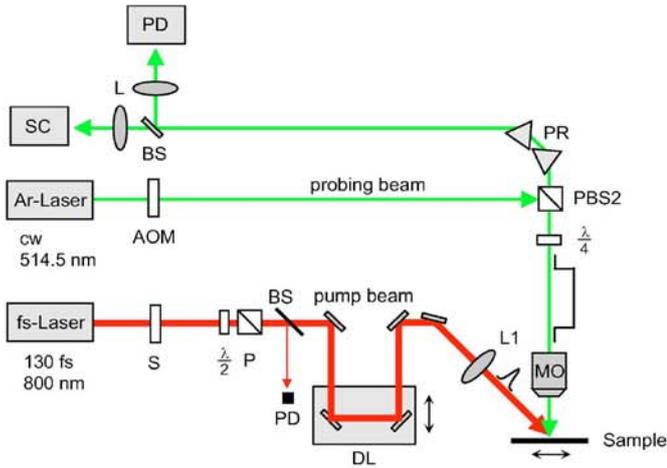 PD
L
SC
BS
PR
probing beam
Ar-Laser
PBS2
AOM
cw
514.5 nm
λ
4
BS
pump beam
fs-Laser
L1
S
λ
2
P
MO
130 fs
800 nm
PD
DL
Sample